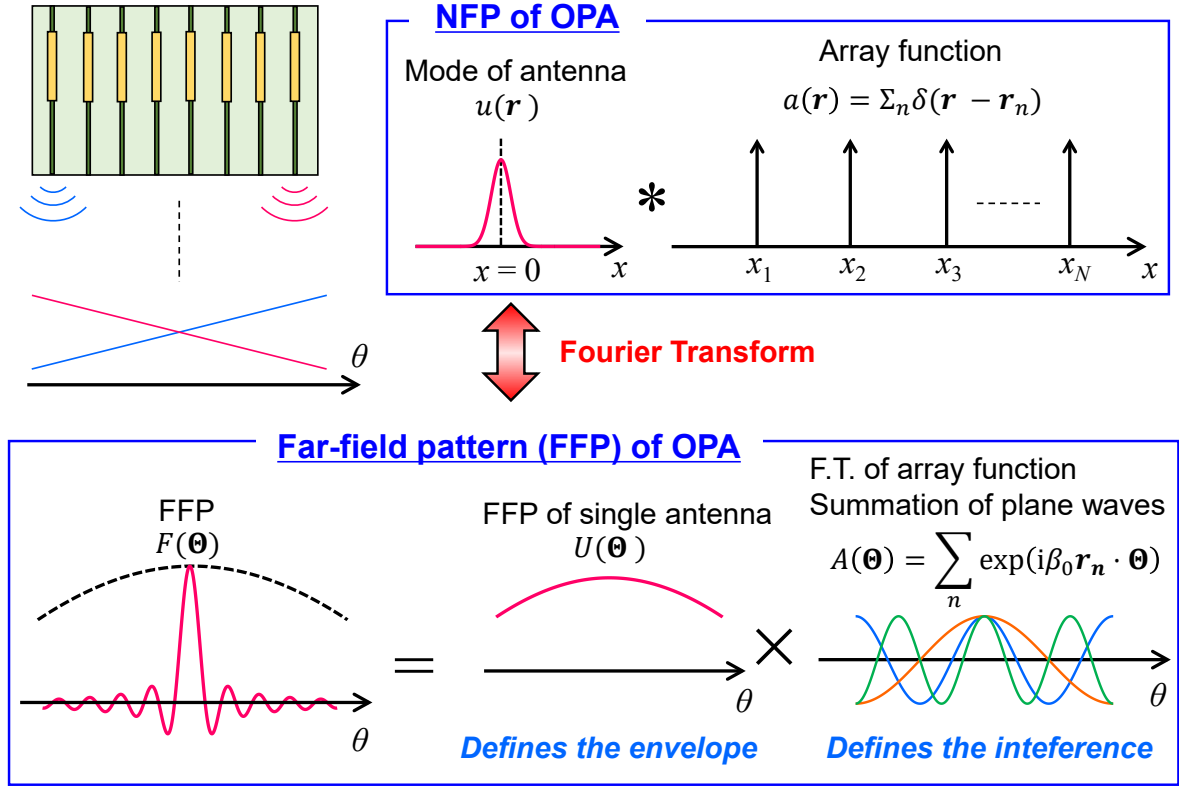 NFP of OPA
Mode of antenna
u(r)
Array function
a(r) = Σₙδ(r − rₙ)
*
x = 0
x
x₁
x₂
x₃
x_N
x
θ
Fourier Transform
Far-field pattern (FFP) of OPA
FFP
F(Θ)
θ
=
FFP of single antenna
U(Θ)
θ
Defines the envelope
×
F.T. of array function
Summation of plane waves
A(Θ) = ∑ₙ exp(iβ₀rₙ · Θ)
θ
Defines the inteference